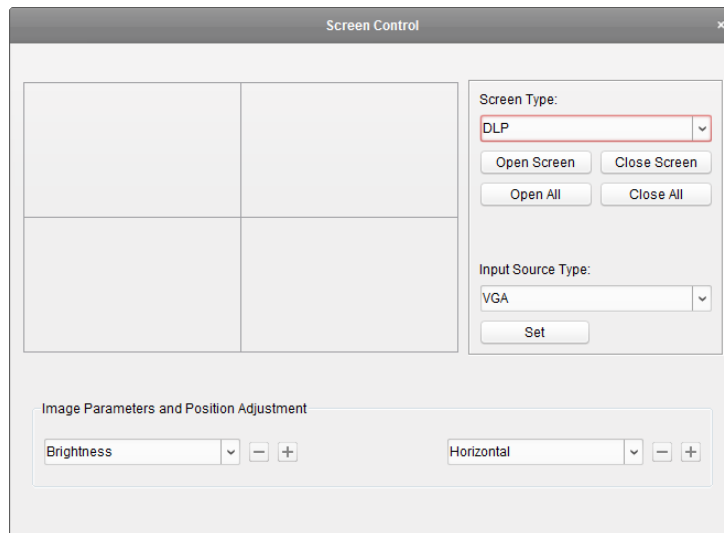 Screen Control
Screen Type:
DLP
Open Screen Close Screen
Open All Close All
Input Source Type:
VGA
Set
Image Parameters and Position Adjustment
Brightness Horizontal